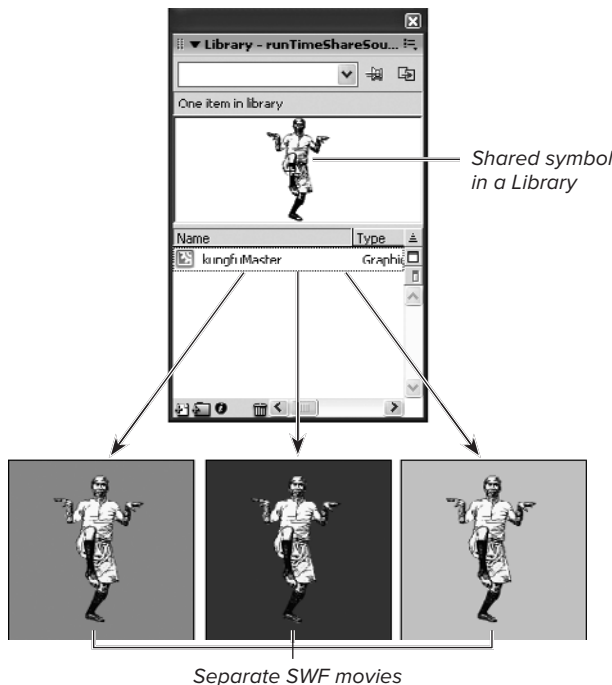 Library - runTimeShareSou...
One item in library
Shared symbol
in a Library
Name Type
kungfuMaster Graphic
Separate SWF movies